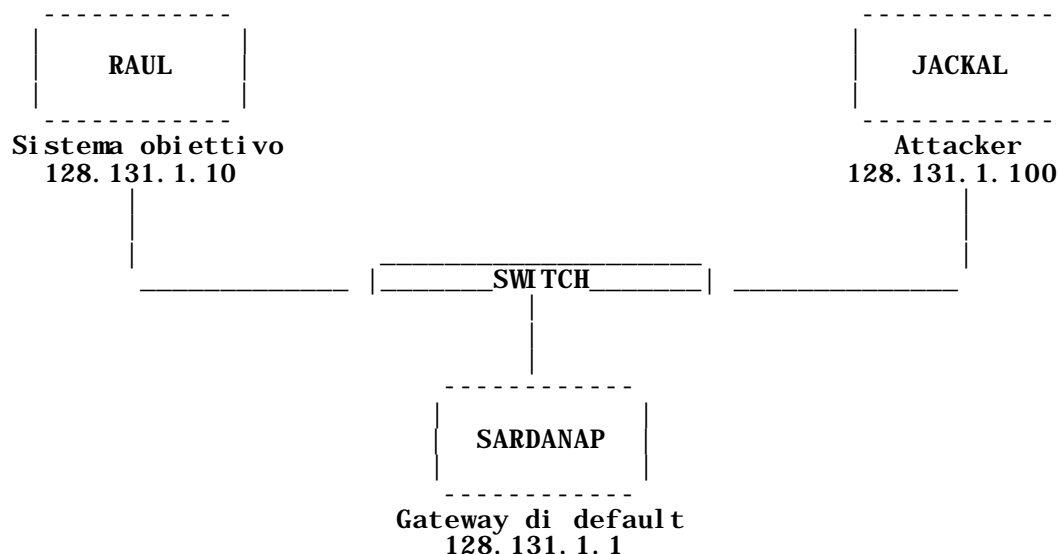 RAUL
JACKAL
Sistema obiettivo
Attacker
128.131.1.10
128.131.1.100
SWITCH
SARDANAP
Gateway di default
128.131.1.1